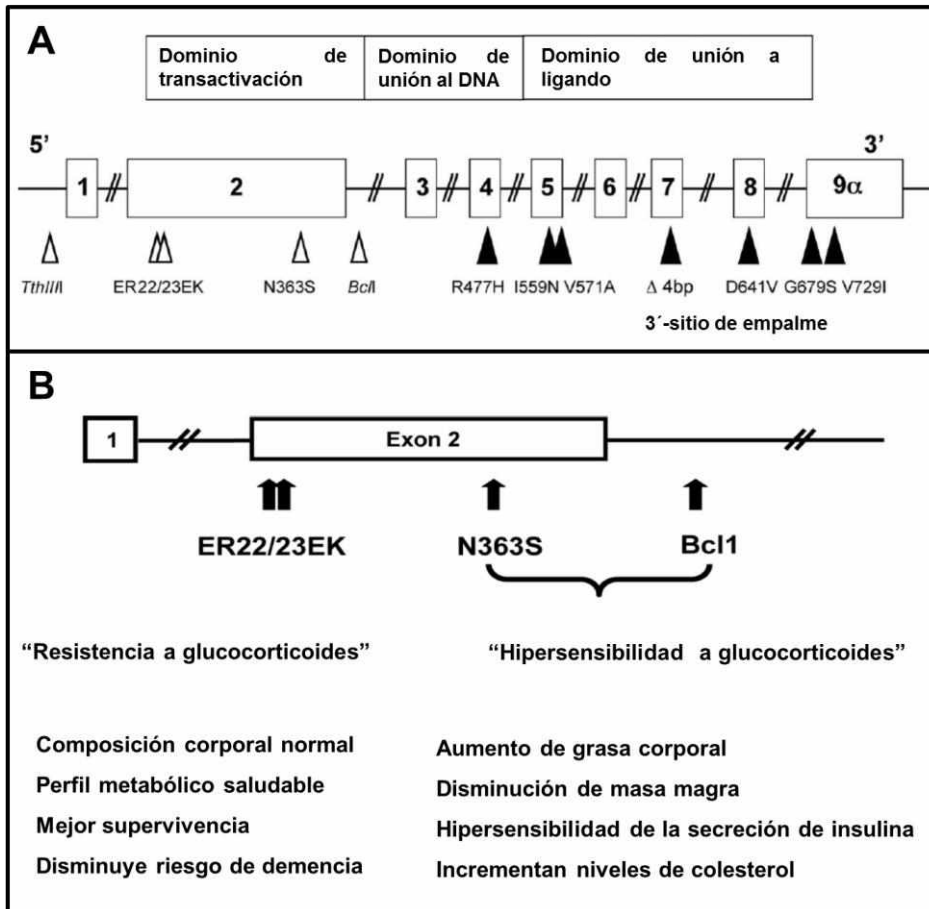 A
Dominio de transactivación
Dominio de unión al DNA
Dominio de unión a ligando
5’ 3’
1 2 3 4 5 6 7 8 9α
TthIIII ER22/23EK N363S BclI R477H I559N V571A Δ 4bp D641V G679S V729I
3´-sitio de empalme
B
1 Exon 2
ER22/23EK N363S Bcl1
“Resistencia a glucocorticoides” “Hipersensibilidad a glucocorticoides”
Composición corporal normal
Perfil metabólico saludable
Mejor supervivencia
Disminuye riesgo de demencia
Aumento de grasa corporal
Disminución de masa magra
Hipersensibilidad de la secreción de insulina
Incrementan niveles de colesterol